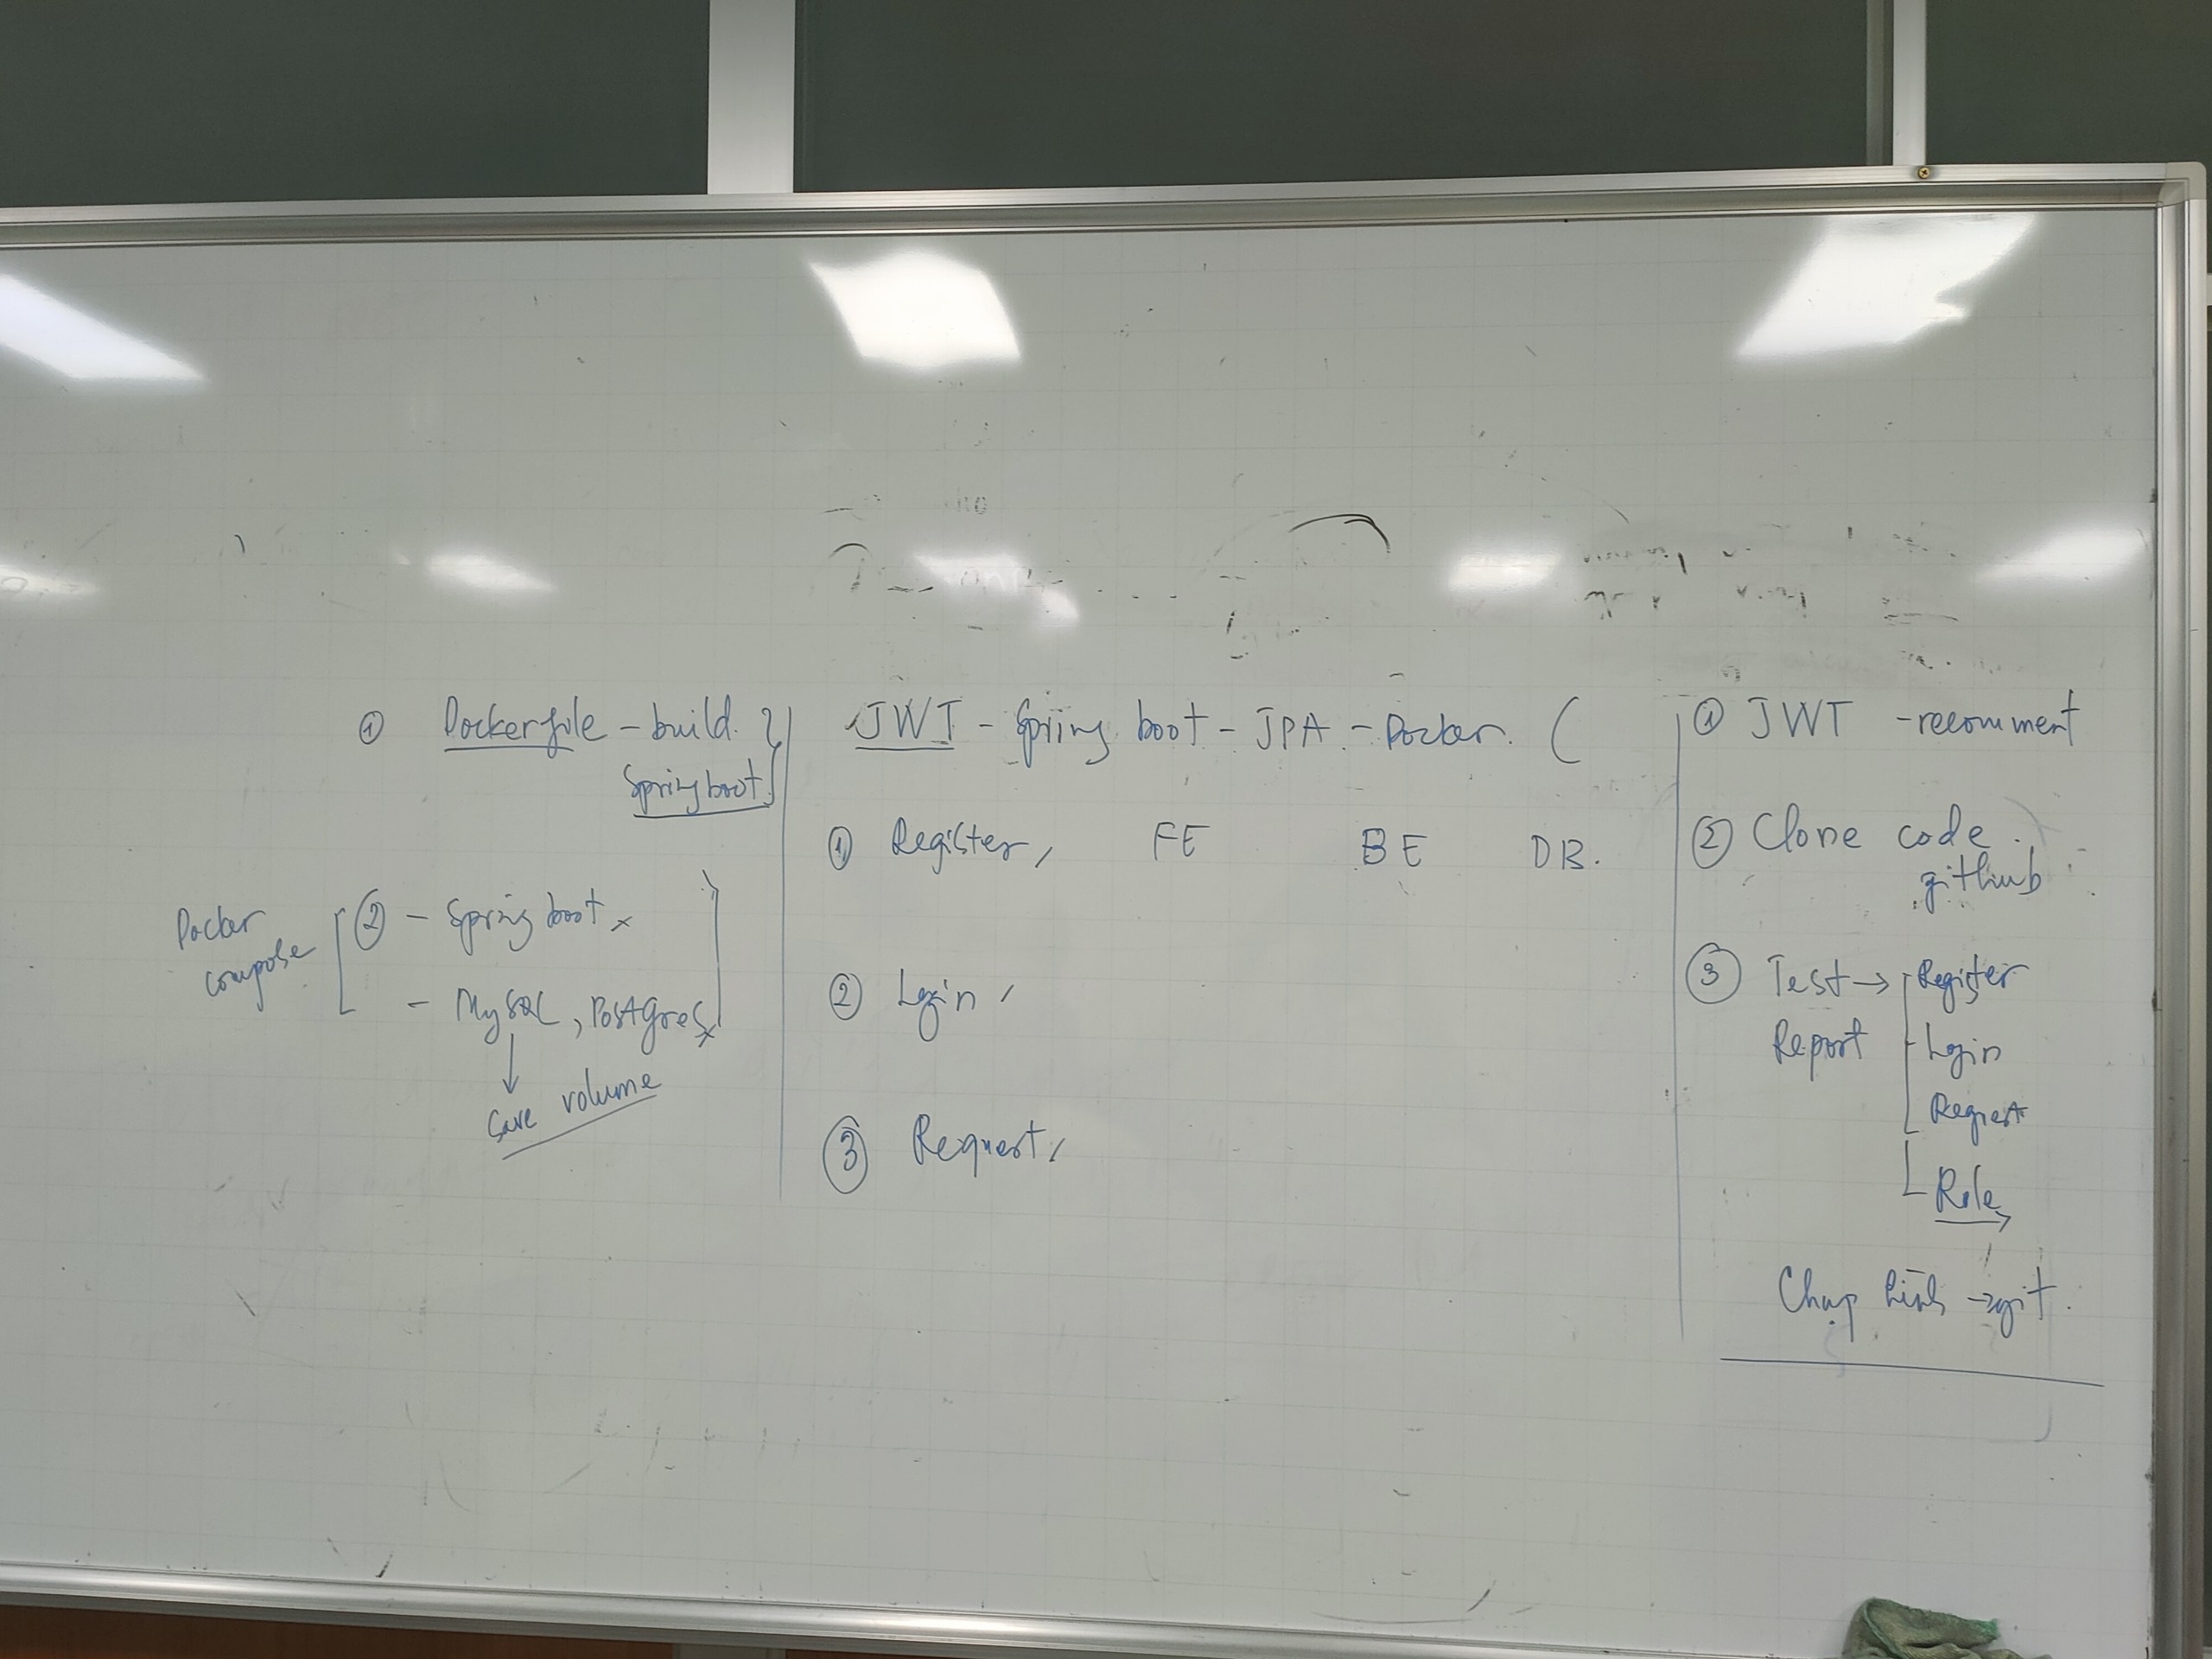 ① Dockerfile - build
Spring boot
Docker compose
② - Spring boot
- MySQL, PostGres
Save volume
JWT - Spring boot - JPA - Docker (
① Register, FE BE DB.
② Login,
③ Request,
① JWT - recomment
② Clone code.
github
③ Test → Register
Report Login
Request
Role
Chụp hình → git.